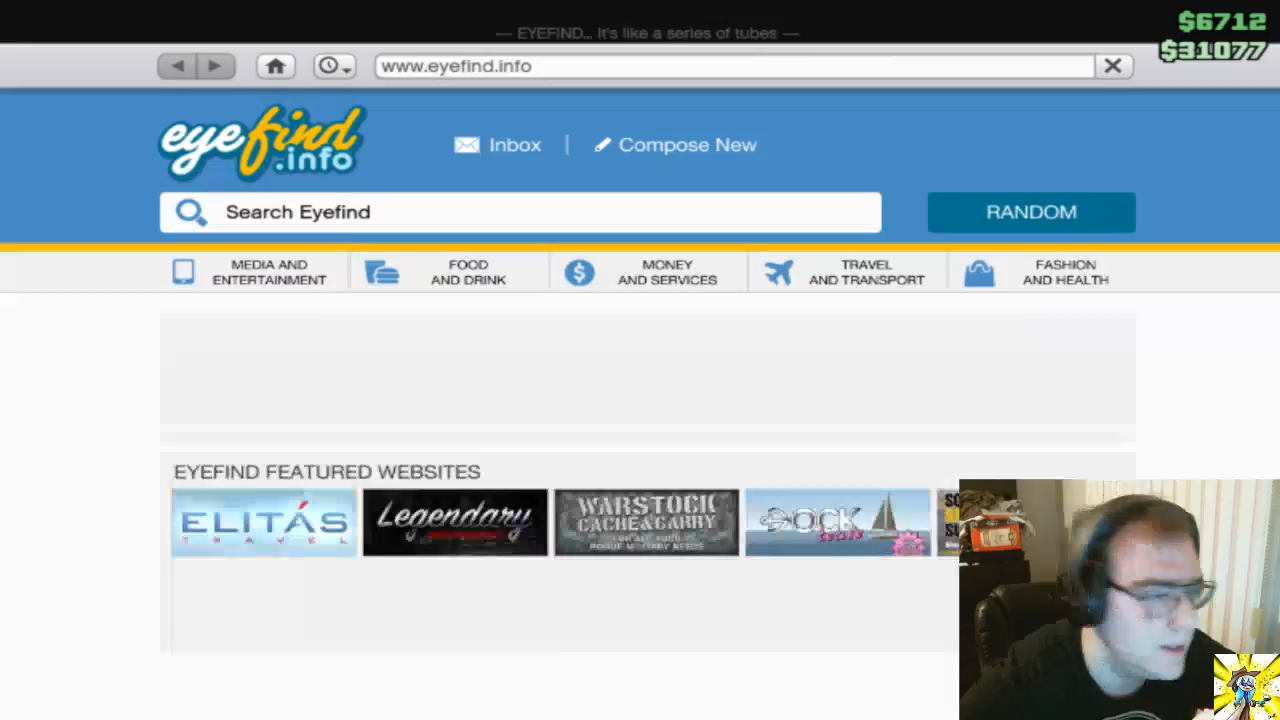 — EYEFIND... It's like a series of tubes —
$6712
$31077
www.eyefind.info
eyefind
.info
Inbox | Compose New
Search Eyefind
RANDOM
MEDIA AND
ENTERTAINMENT
FOOD
AND DRINK
MONEY
AND SERVICES
TRAVEL
AND TRANSPORT
FASHION
AND HEALTH
EYEFIND FEATURED WEBSITES
ELITÁS
TRAVEL
Legendary
WARSTOCK
CACHE&CARRY
DOCK